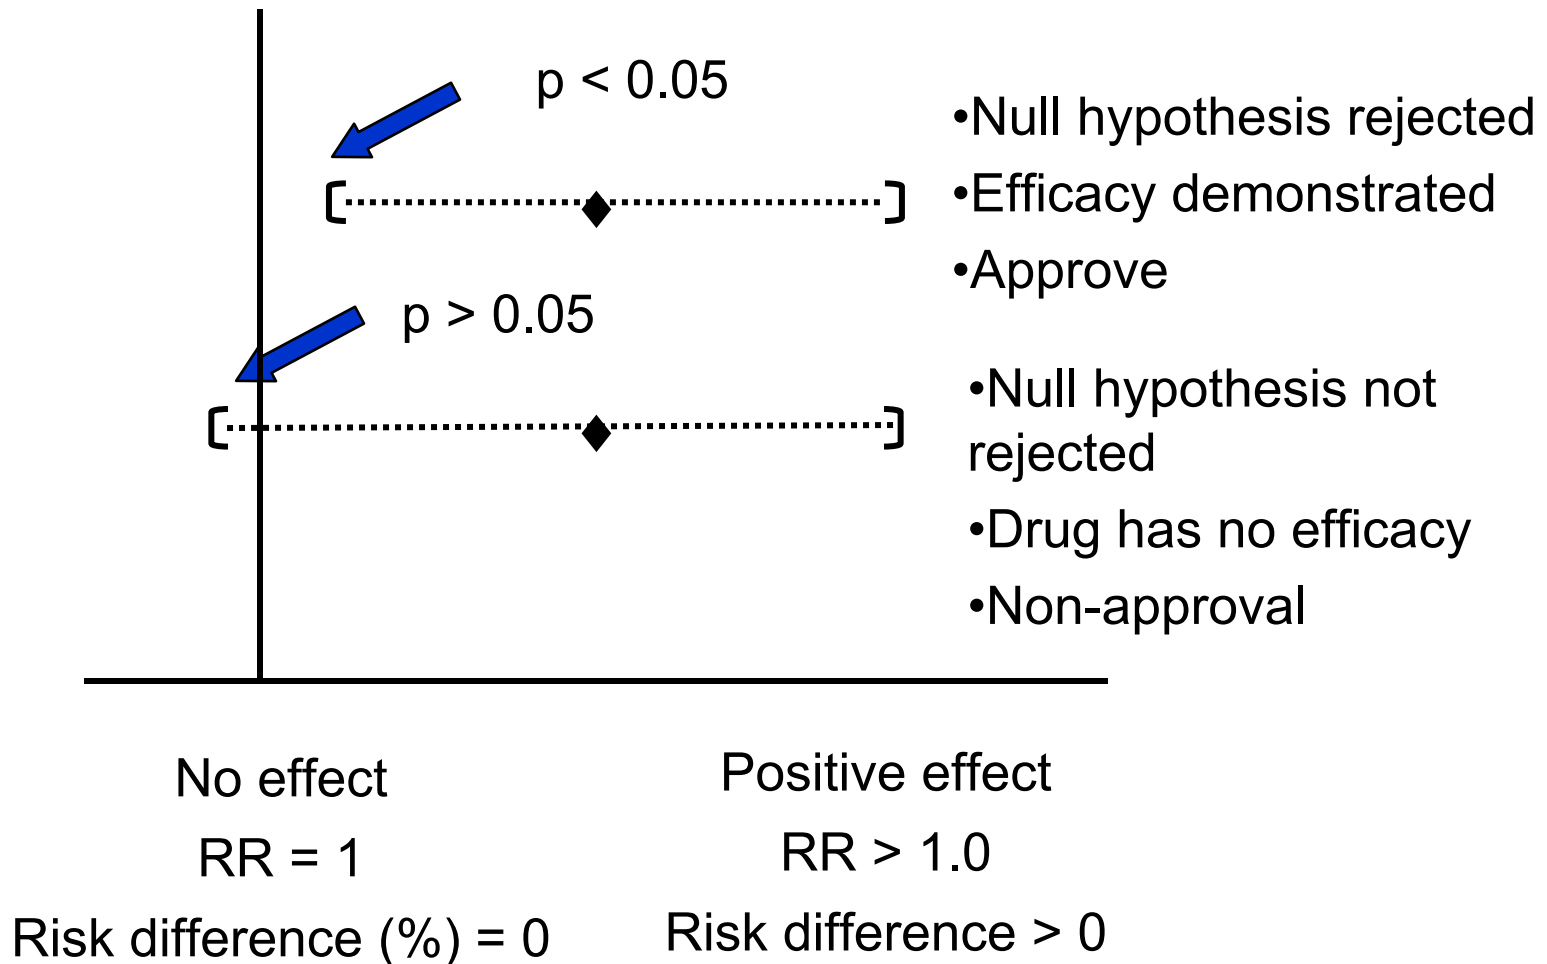 p < 0.05
•Null hypothesis rejected
•Efficacy demonstrated
•Approve
p > 0.05
•Null hypothesis not
rejected
•Drug has no efficacy
•Non-approval
No effect
RR = 1
Risk difference (%) = 0
Positive effect
RR > 1.0
Risk difference > 0